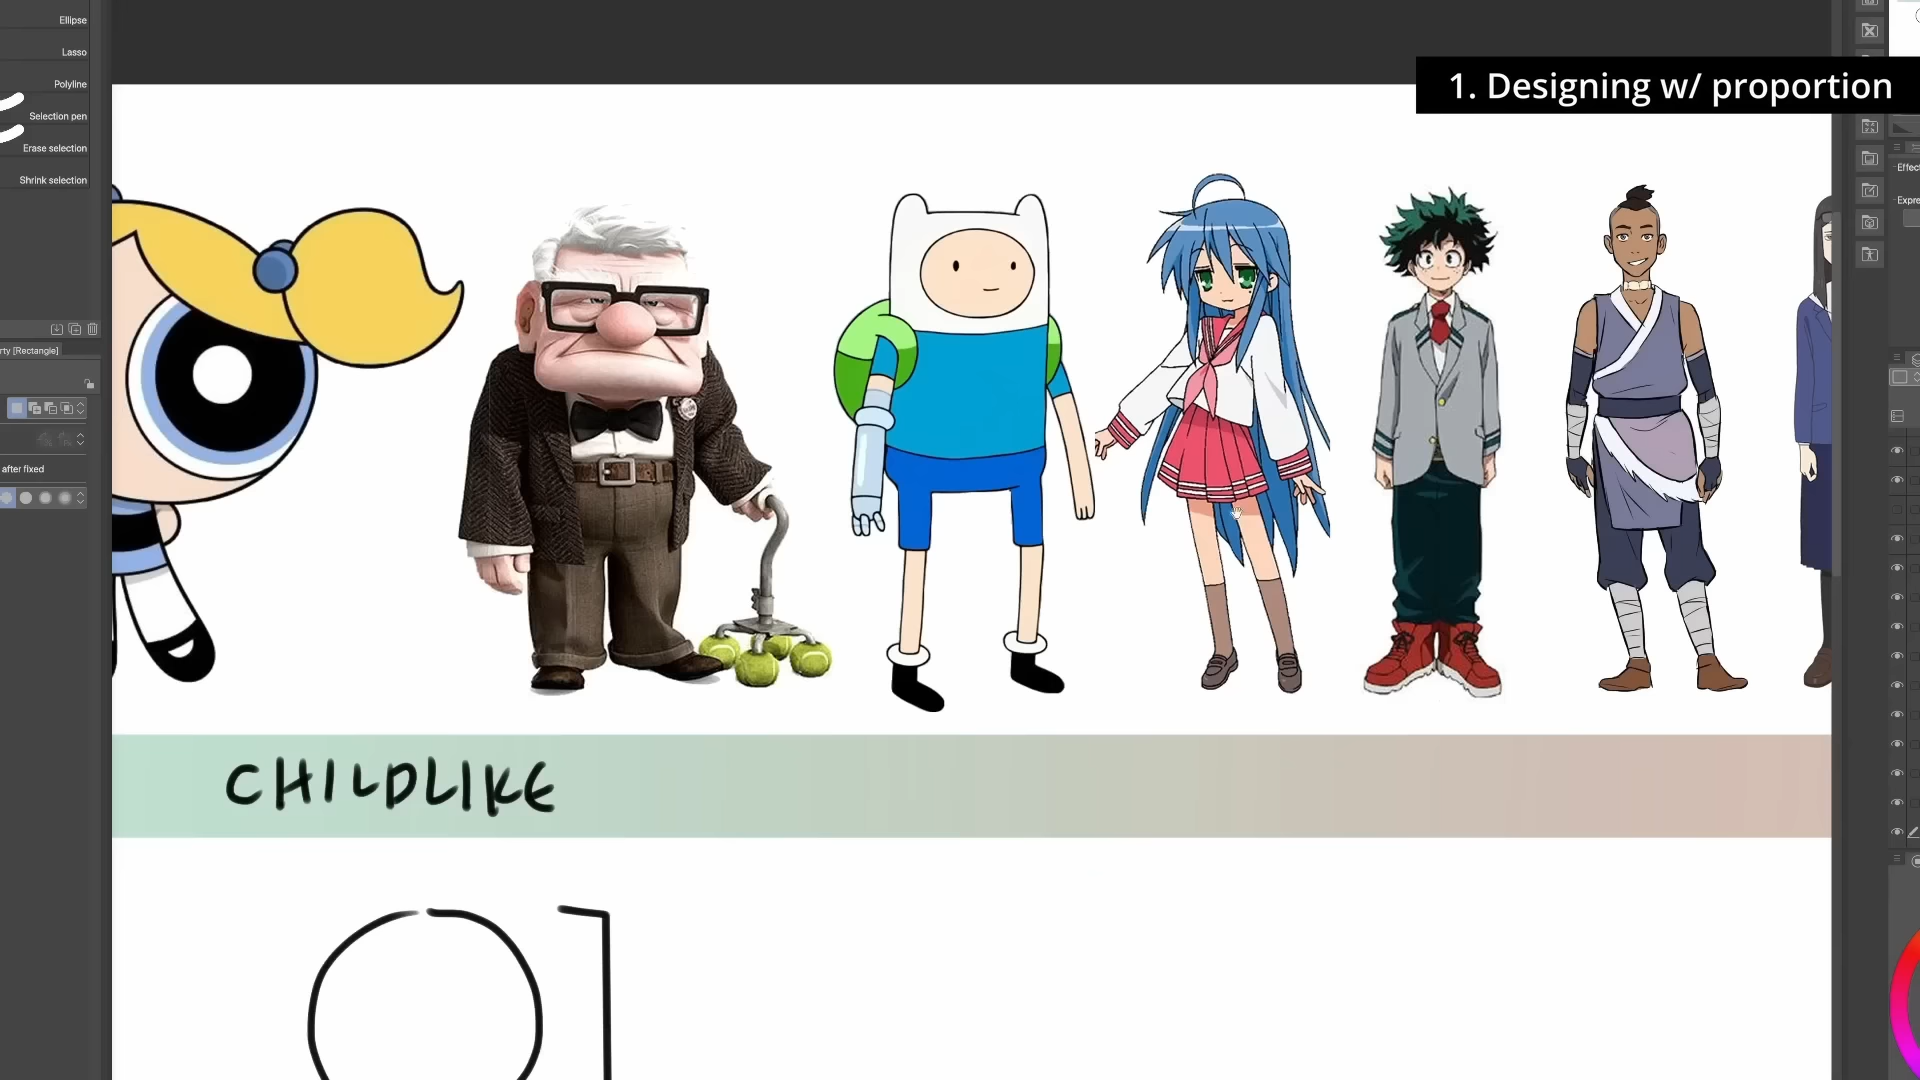 Ellipse
Lasso
Polyline
Selection pen
Erase selection
Shrink selection
1. Designing w/ proportion
Effec
Expre
rty [Rectangle]
after fixed
CHILDLIKE